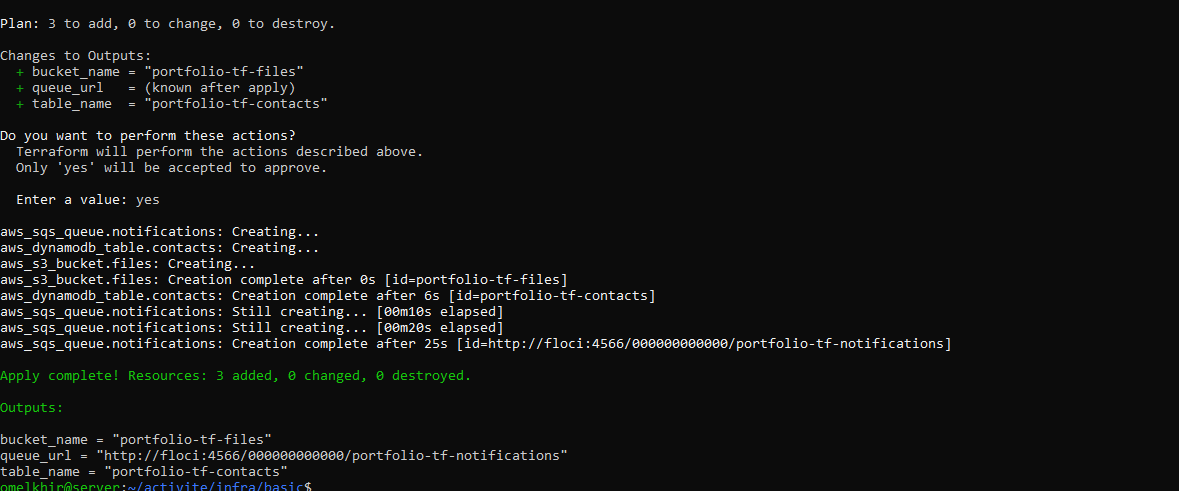 Plan: 3 to add, 0 to change, 0 to destroy.
Changes to Outputs:
+ bucket_name = "portfolio-tf-files"
+ queue_url   = (known after apply)
+ table_name  = "portfolio-tf-contacts"
Do you want to perform these actions?
Terraform will perform the actions described above.
Only 'yes' will be accepted to approve.
Enter a value: yes
aws_sqs_queue.notifications: Creating...
aws_dynamodb_table.contacts: Creating...
aws_s3_bucket.files: Creating...
aws_s3_bucket.files: Creation complete after 0s [id=portfolio-tf-files]
aws_dynamodb_table.contacts: Creation complete after 6s [id=portfolio-tf-contacts]
aws_sqs_queue.notifications: Still creating... [00m10s elapsed]
aws_sqs_queue.notifications: Still creating... [00m20s elapsed]
aws_sqs_queue.notifications: Creation complete after 25s [id=http://floci:4566/000000000000/portfolio-tf-notifications]
Apply complete! Resources: 3 added, 0 changed, 0 destroyed.
Outputs:
bucket_name = "portfolio-tf-files"
queue_url = "http://floci:4566/000000000000/portfolio-tf-notifications"
table_name = "portfolio-tf-contacts"
omelkhir@server:~/activite/infra/basic$